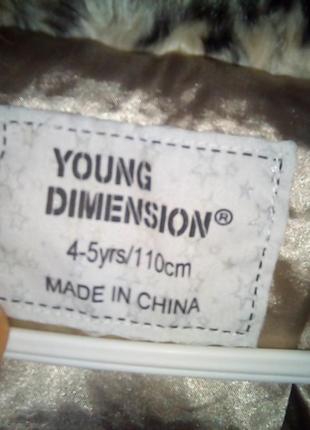 YOUNG
DIMENSION®
4-5yrs/110cm
MADE IN CHINA